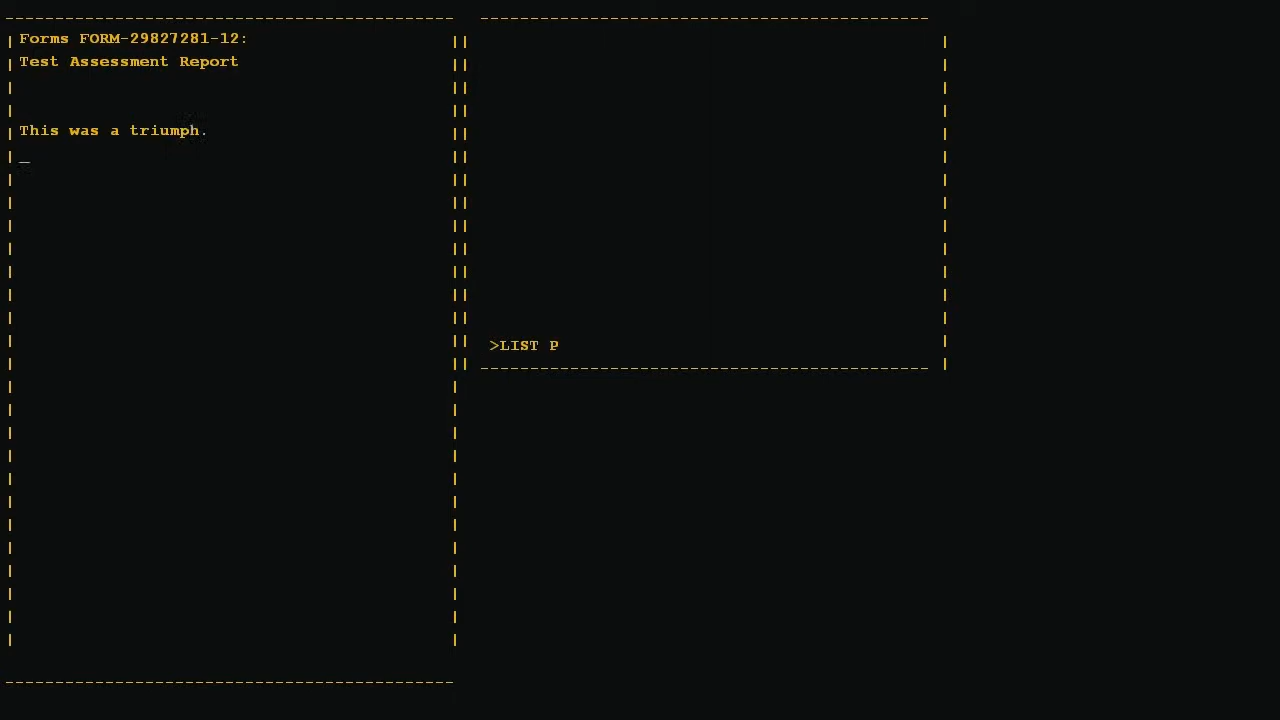 Forms FORM-29827281-12:
Test Assessment Report
This was a triumph.
_
>LIST P